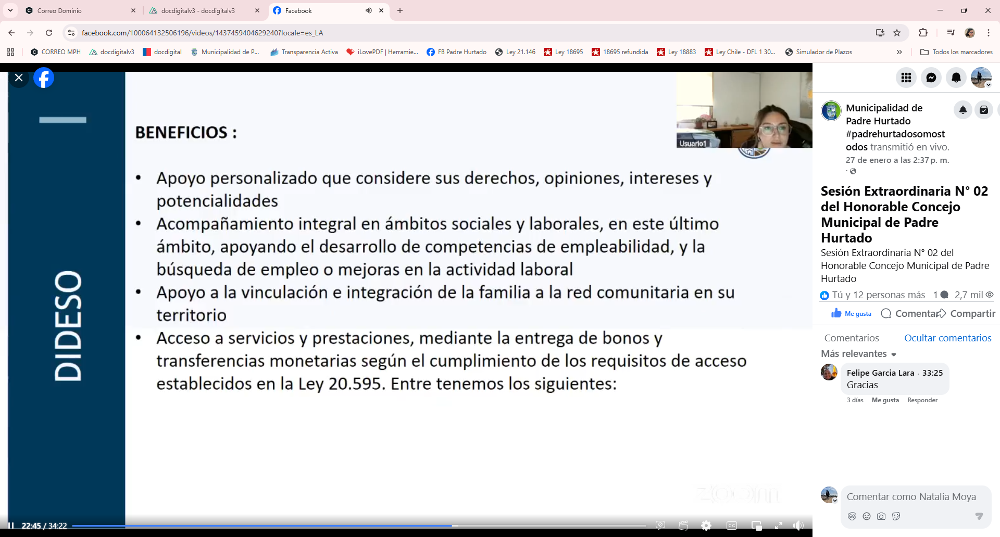 Correo Dominio
docdigitalv3 - docdigitalv3
Facebook
facebook.com/100064132506196/videos/1437459404629240?locale=es_LA
CORREO MPH
docdigitalv3
docdigital
Municipalidad de P...
Transparencia Activa
iLovePDF | Herramie...
FB Padre Hurtado
Ley 21.146
Ley 18695
18695 refundida
Ley 18883
Ley Chile - DFL 1 30...
Simulador de Plazos
Todos los marcadores
DIDESO
BENEFICIOS :
Usuario1
• Apoyo personalizado que considere sus derechos, opiniones, intereses y
potencialidades
• Acompañamiento integral en ámbitos sociales y laborales, en este último
ámbito, apoyando el desarrollo de competencias de empleabilidad, y la
búsqueda de empleo o mejoras en la actividad laboral
• Apoyo a la vinculación e integración de la familia a la red comunitaria en su
territorio
• Acceso a servicios y prestaciones, mediante la entrega de bonos y
transferencias monetarias según el cumplimiento de los requisitos de acceso
establecidos en la Ley 20.595. Entre tenemos los siguientes:
zoom
22:45 / 34:22
CC
Municipalidad de
Padre Hurtado
#padrehurtadosomost
odos transmitió en vivo.
27 de enero a las 2:37 p. m.
·
Sesión Extraordinaria N° 02
del Honorable Concejo
Municipal de Padre
Hurtado
Sesión Extraordinaria N° 02 del
Honorable Concejo Municipal de Padre
Hurtado
Tú y 12 personas más 1 2,7 mil
Me gusta Comentar Compartir
Comentarios Ocultar comentarios
Más relevantes
Felipe Garcia Lara · 33:25
Gracias
3 días Me gusta Responder
Comentar como Natalia Moya